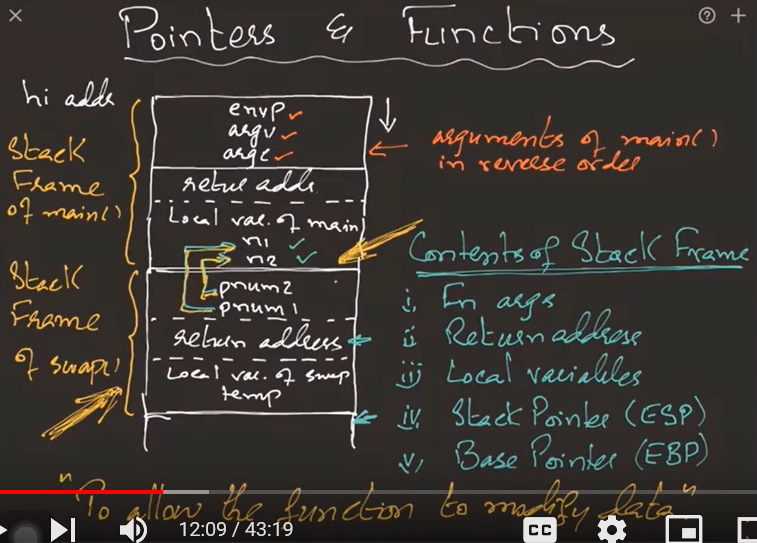 Pointers & Functions
hi addr
envp
argv
argc
arguments of main()
in reverse order
Stack
Frame
of main()
retur addr
Local var. of main
n1
n2
Contents of Stack Frame
Stack
Frame
of swap()
pnum2
pnum1
return address
Local var. of swap
temp
i, Fn args
ii Return address
iii) Local variables
iv, Stack Pointer (ESP)
v, Base Pointer (EBP)
"To allow the function to modify data"
12:09 / 43:19
CC